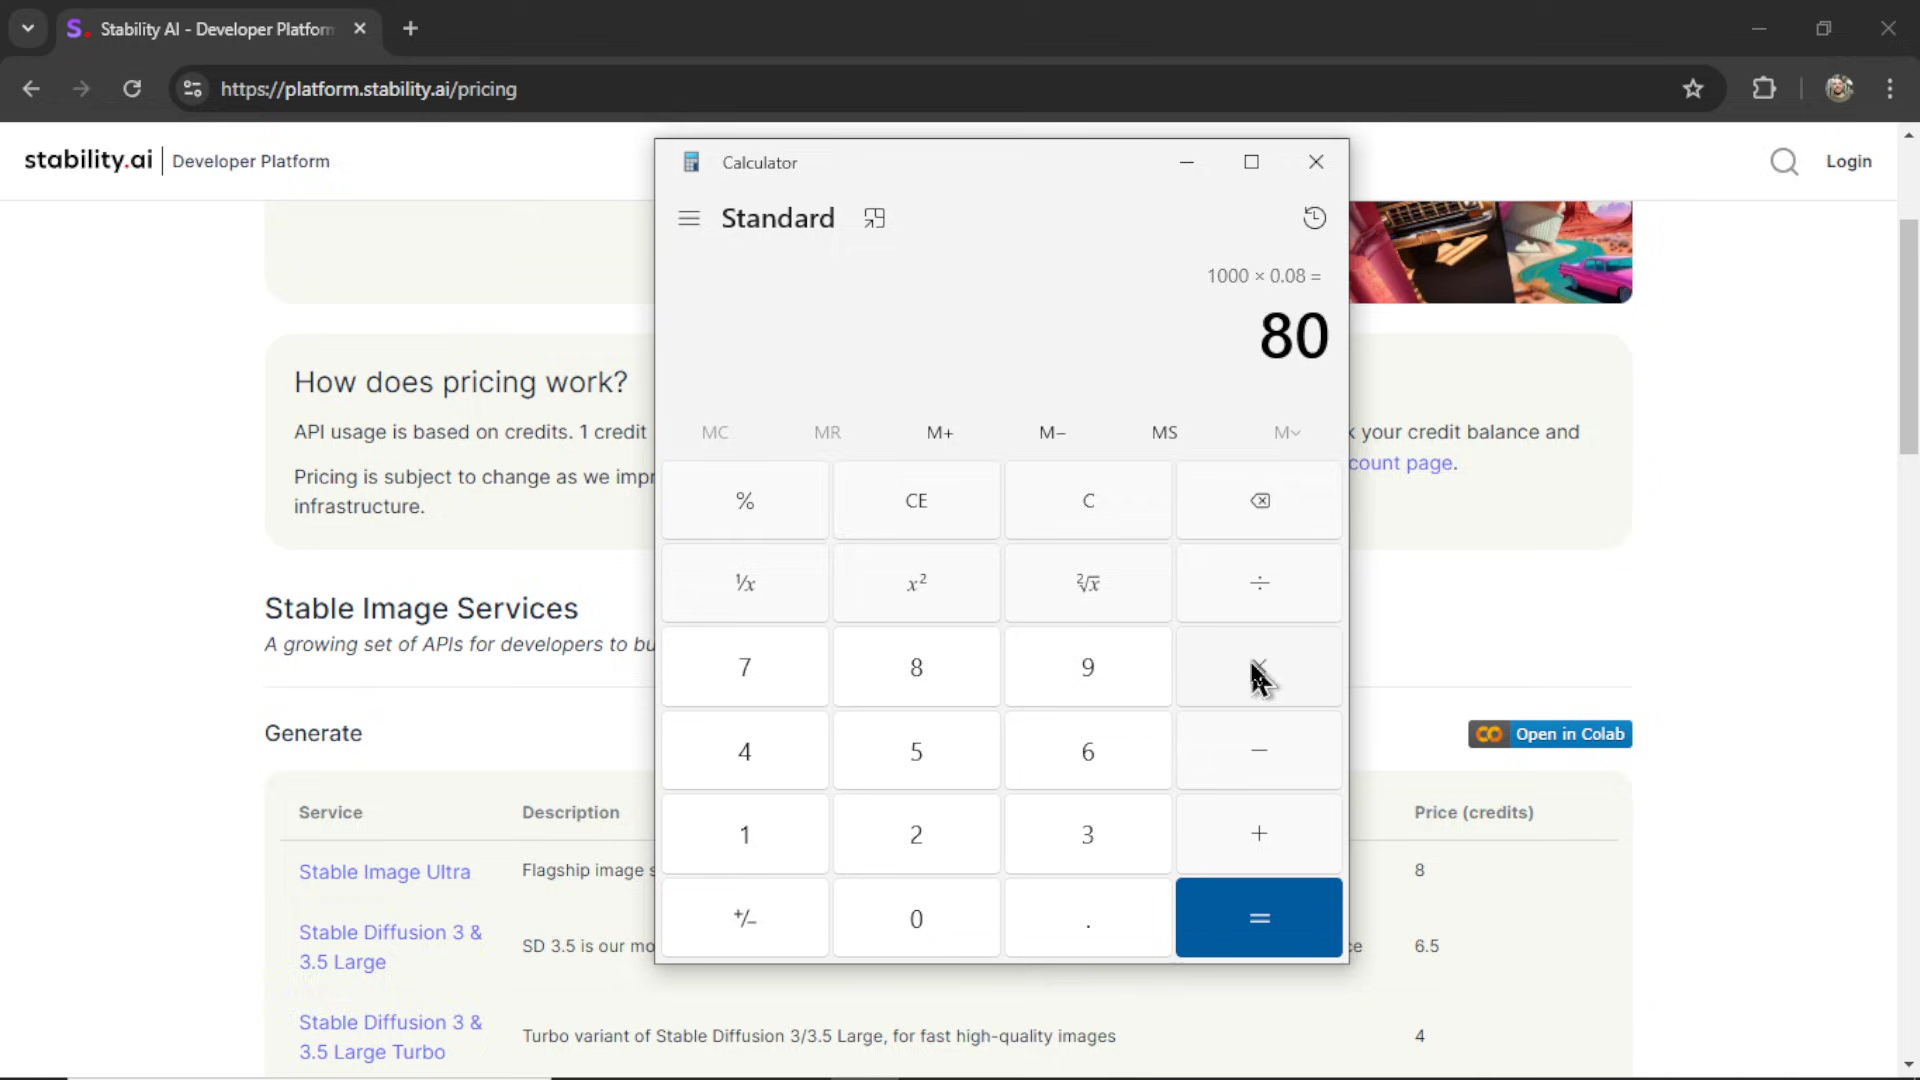 Stability AI - Developer Platform
https://platform.stability.ai/pricing
stability.ai | Developer Platform
Login
How does pricing work?
API usage is based on credits. 1 credit
your credit balance and
count page.
Pricing is subject to change as we impr
infrastructure.
Stable Image Services
A growing set of APIs for developers to bu
Generate
Open in Colab
Service
Description
Price (credits)
Stable Image Ultra
Flagship image s
8
Stable Diffusion 3 &
3.5 Large
SD 3.5 is our mo
ce
6.5
Stable Diffusion 3 &
3.5 Large Turbo
Turbo variant of Stable Diffusion 3/3.5 Large, for fast high-quality images
4
Calculator
Standard
1000 × 0.08 =
80
MC MR M+ M− MS M
% CE C
⅟x x² ²√x ÷
7 8 9 ×
4 5 6 −
1 2 3 +
+/− 0 . =